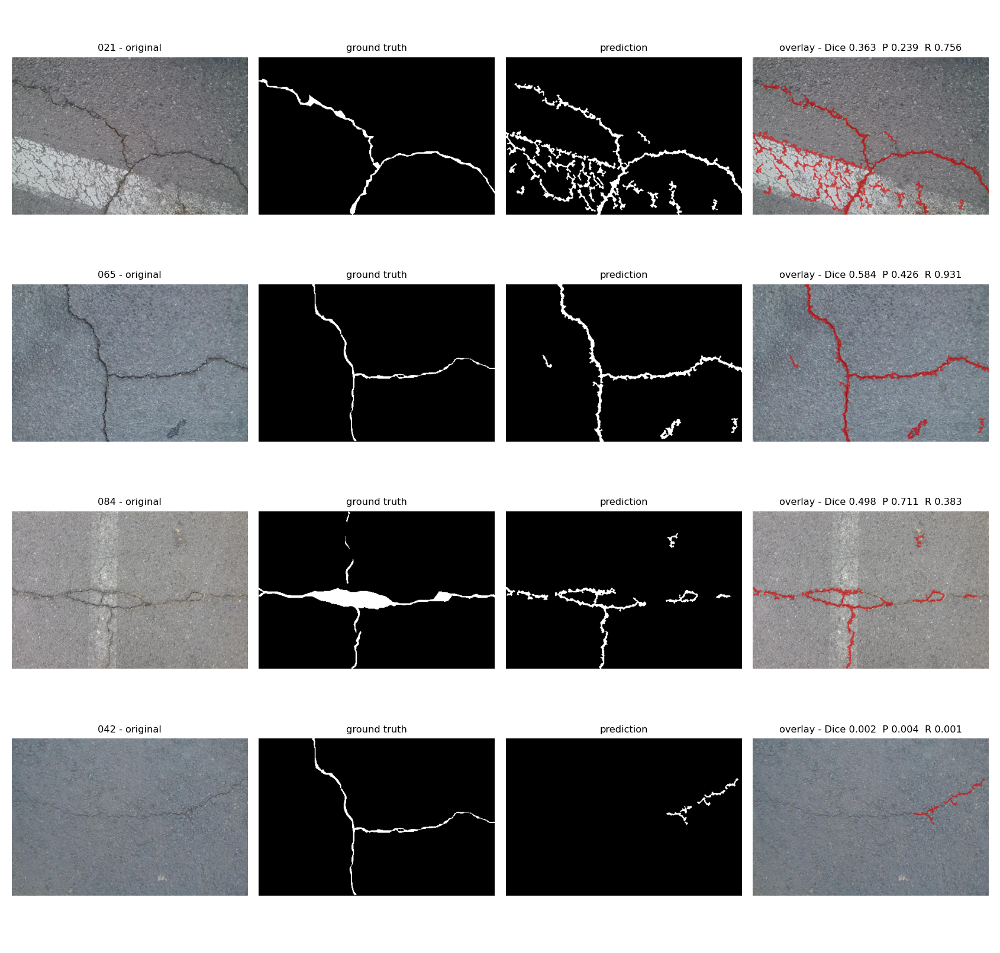 021 - original
ground truth
prediction
overlay - Dice 0.363  P 0.239  R 0.756
065 - original
ground truth
prediction
overlay - Dice 0.584  P 0.426  R 0.931
084 - original
ground truth
prediction
overlay - Dice 0.498  P 0.711  R 0.383
042 - original
ground truth
prediction
overlay - Dice 0.002  P 0.004  R 0.001